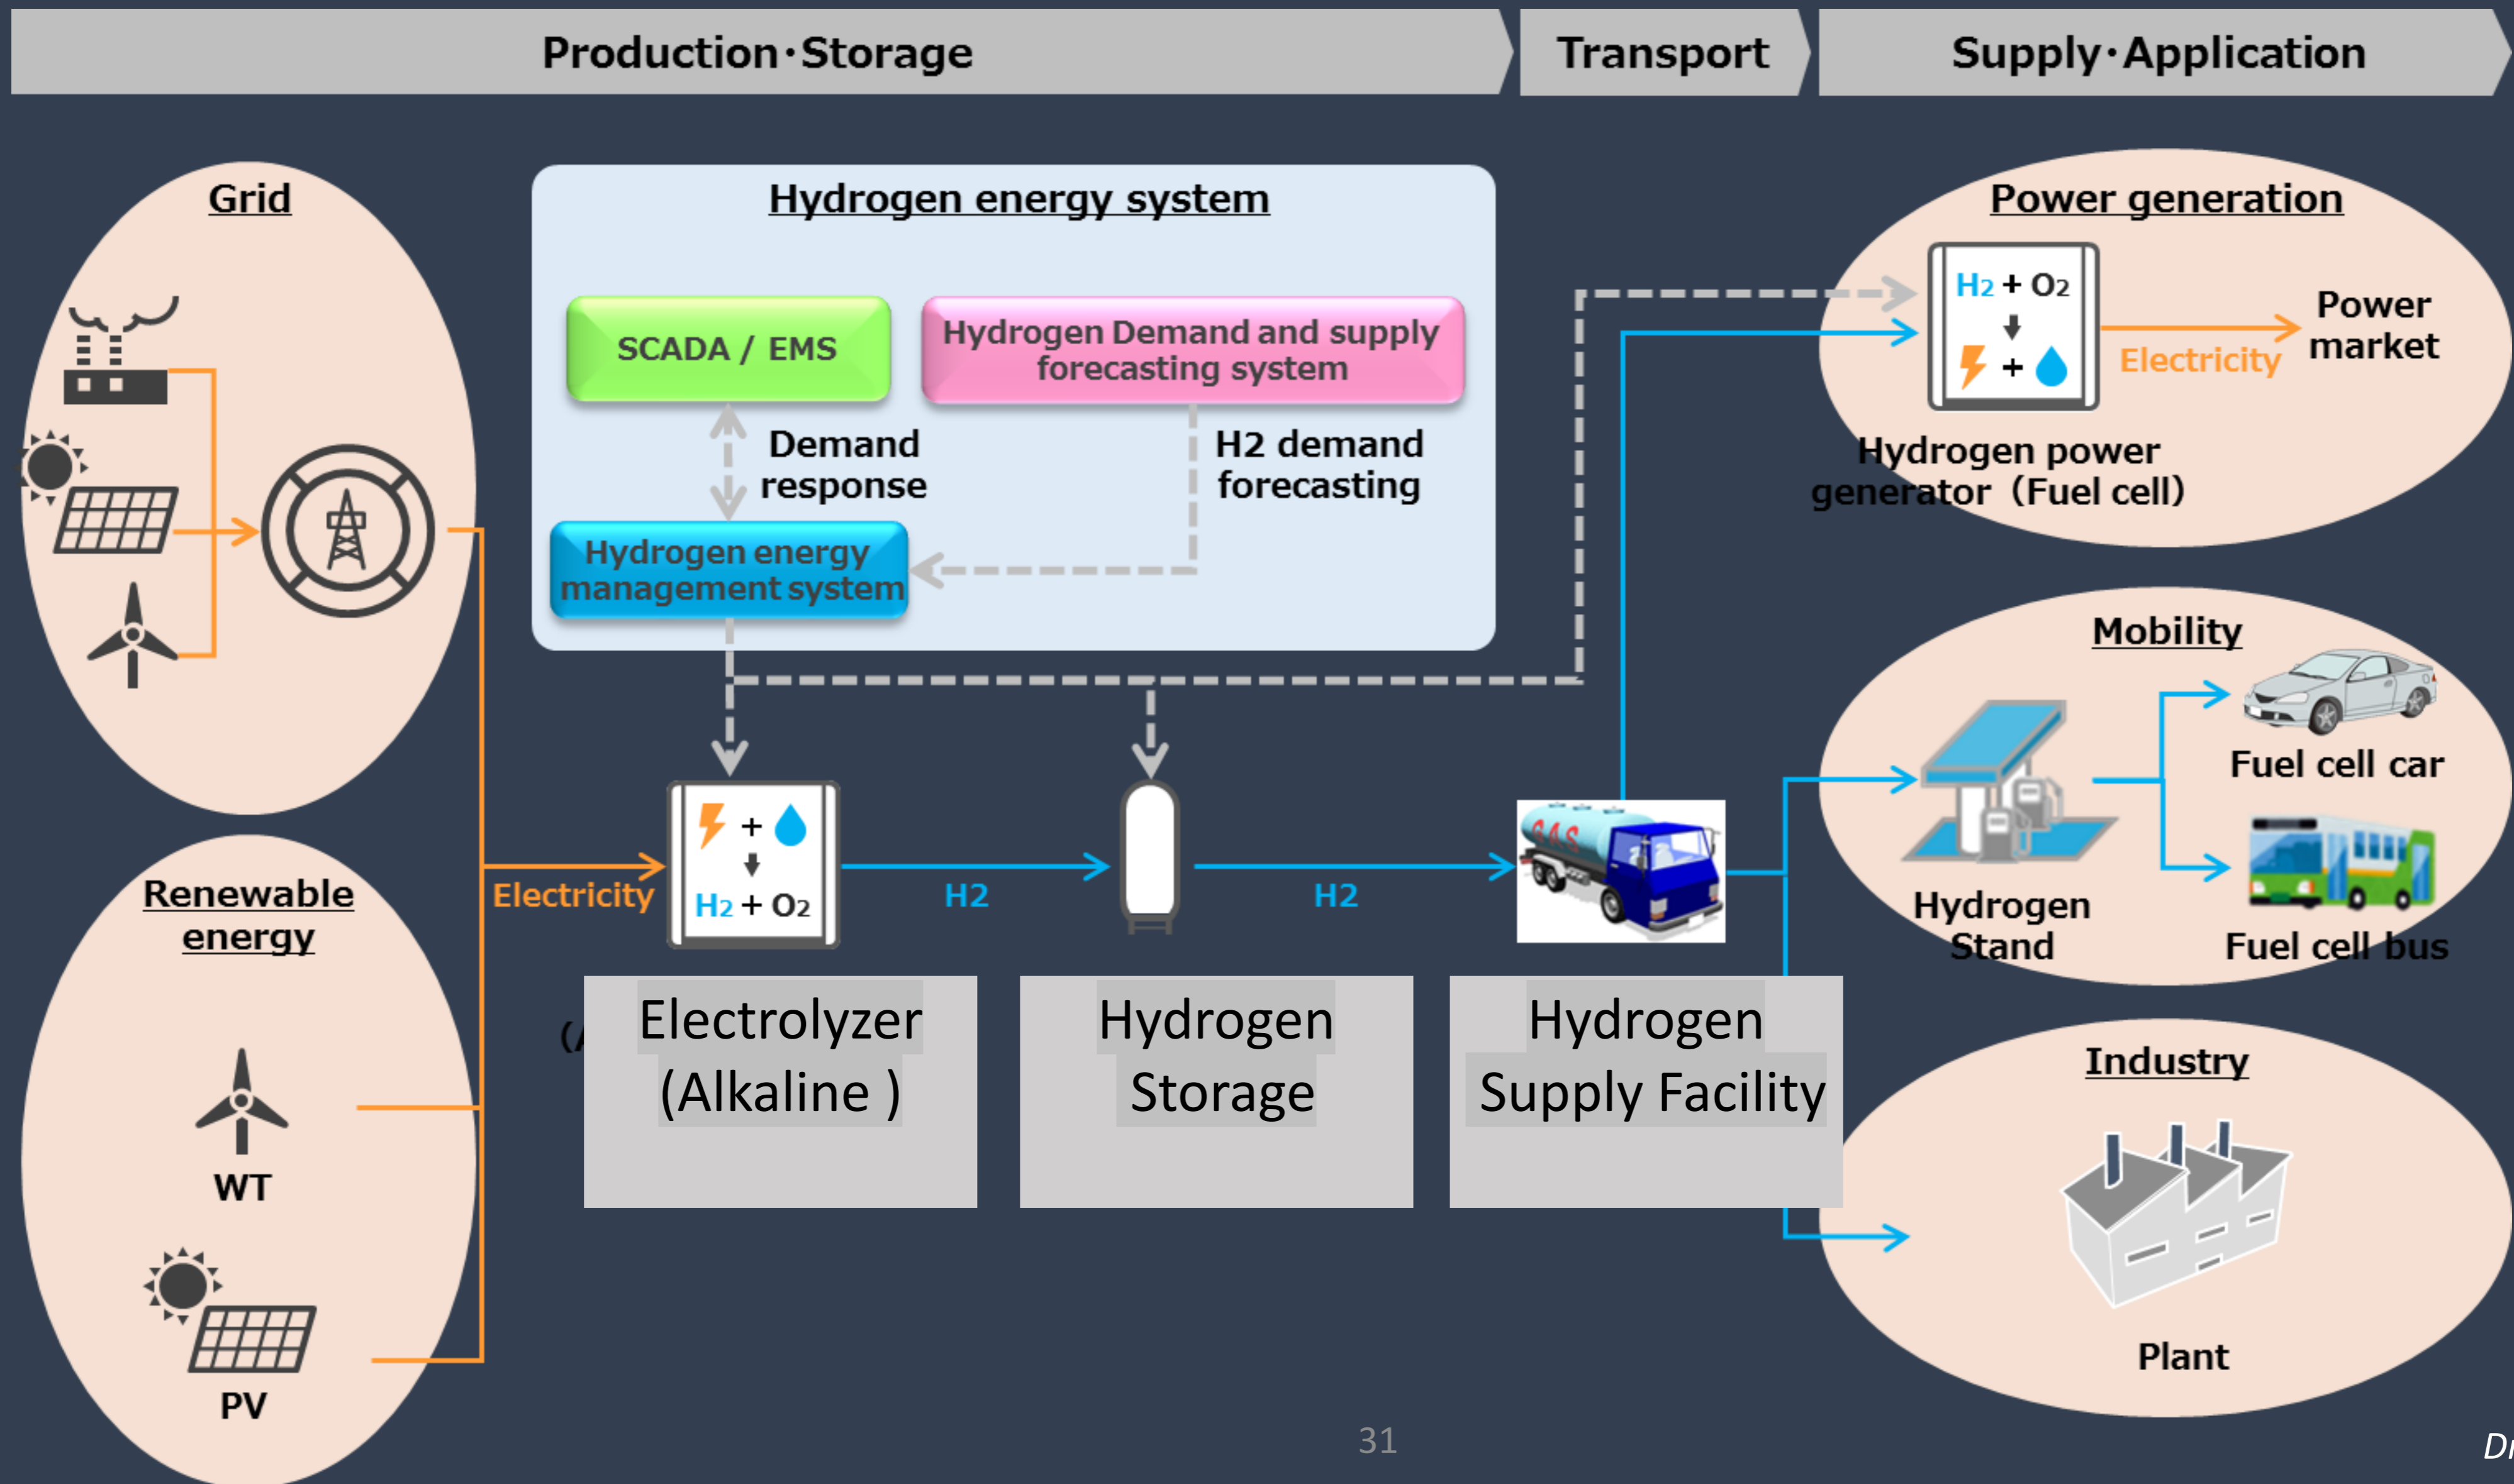 Production·Storage
Transport
Supply·Application
Grid
Hydrogen energy system
SCADA / EMS
Hydrogen Demand and supply
forecasting system
Demand
response
H2 demand
forecasting
Hydrogen energy
management system
Power generation
H2 + O2
+
Electricity
Power
market
Hydrogen power
generator (Fuel cell)
Mobility
Fuel cell car
Hydrogen
Stand
Fuel cell bus
Renewable
energy
WT
PV
Electricity
+
H2 + O2
H2
H2
GAS
Electrolyzer
(Alkaline )
Hydrogen
Storage
Hydrogen
Supply Facility
Industry
Plant
31